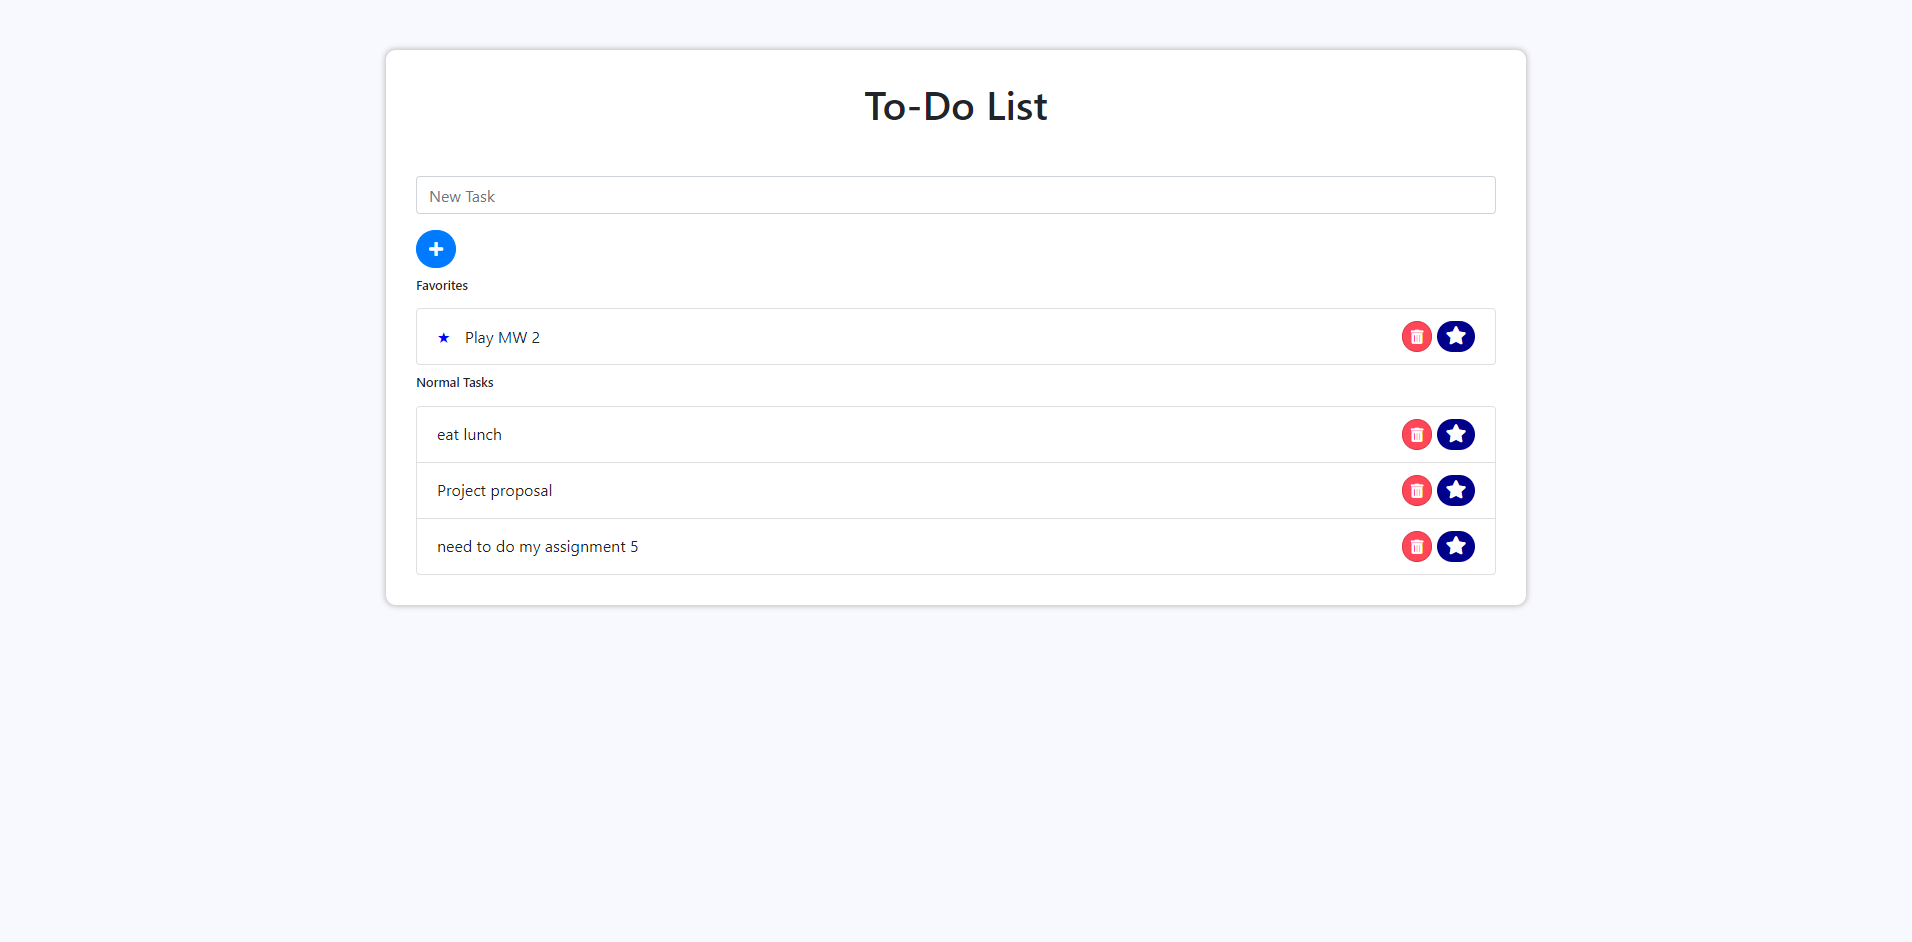 To-Do List
New Task
Favorites
★ Play MW 2
Normal Tasks
eat lunch
Project proposal
need to do my assignment 5